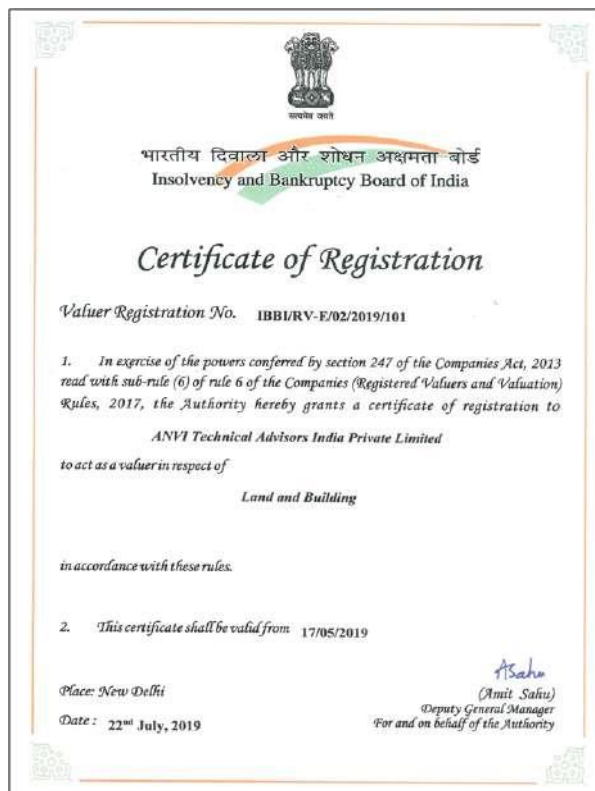 सत्यमेव जयते
भारतीय दिवाला और शोधन अक्षमता बोर्ड
Insolvency and Bankruptcy Board of India
Certificate of Registration
Valuer Registration No. IBBI/RV-E/02/2019/101
1. In exercise of the powers conferred by section 247 of the Companies Act, 2013
read with sub-rule (6) of rule 6 of the Companies (Registered Valuers and Valuation)
Rules, 2017, the Authority hereby grants a certificate of registration to
ANVI Technical Advisors India Private Limited
to act as a valuer in respect of
Land and Building
in accordance with these rules.
2. This certificate shall be valid from 17/05/2019
ASahu
Place: New Delhi (Amit Sahu)
Deputy General Manager
Date : 22nd July, 2019 For and on behalf of the Authority